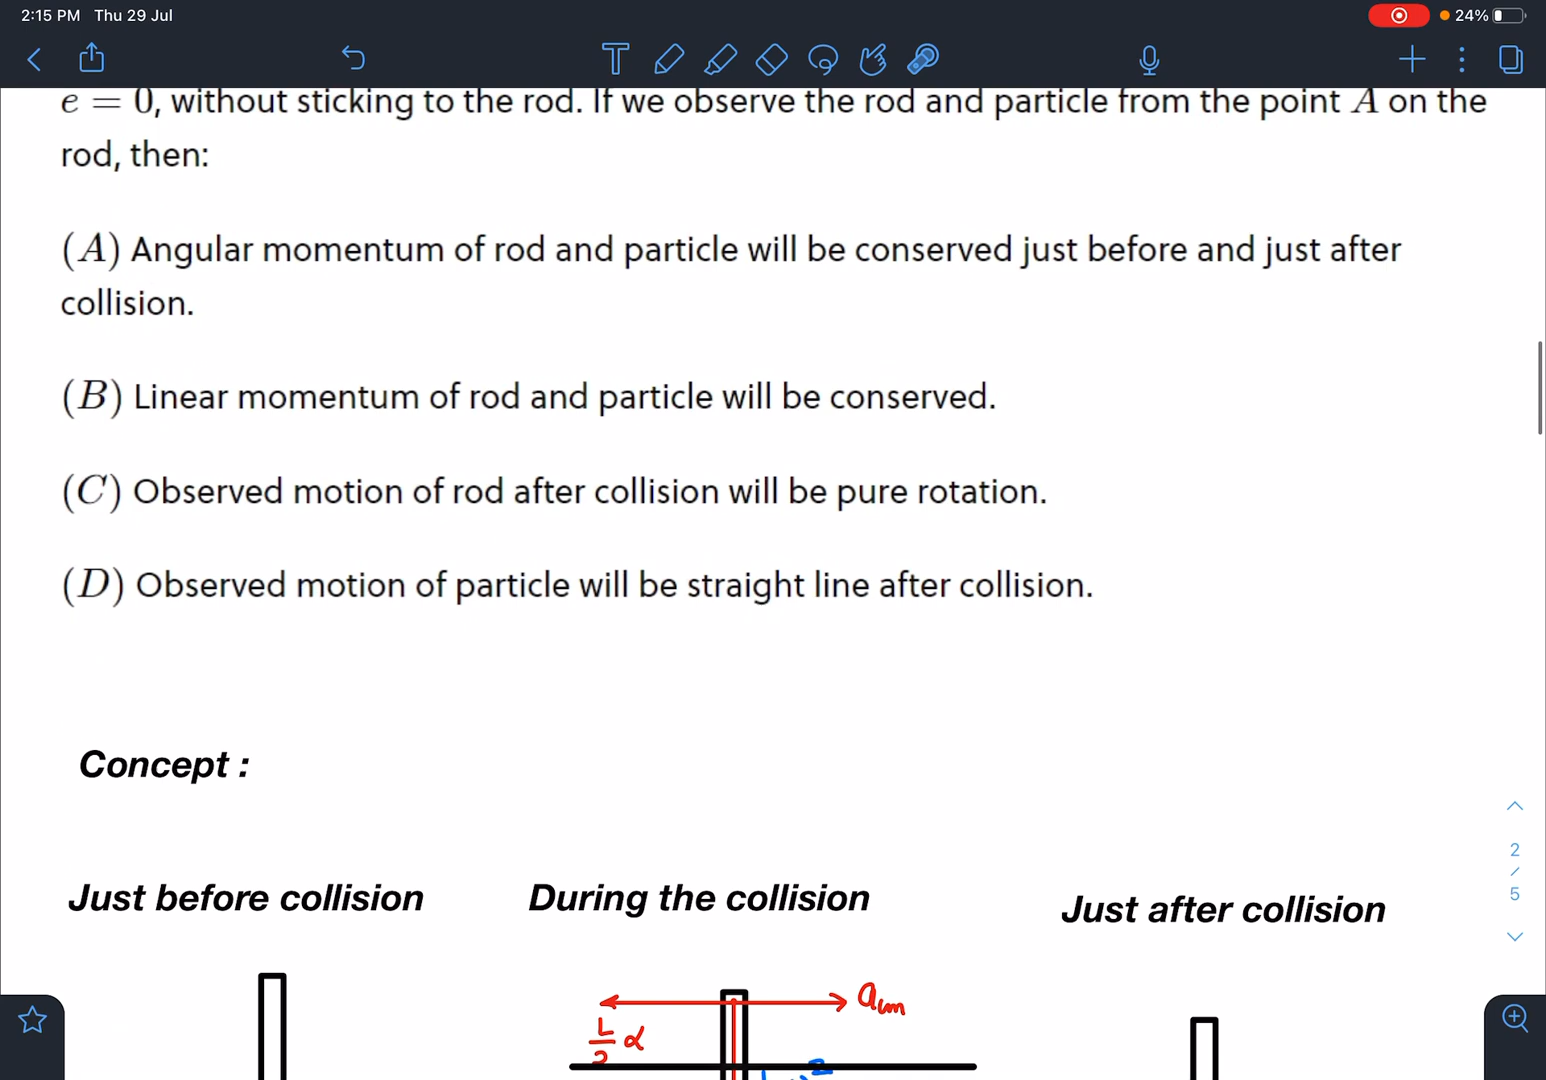 2:15 PM Thu 29 Jul
24%
T
e = 0, without sticking to the rod. If we observe the rod and particle from the point A on the
rod, then:
(A) Angular momentum of rod and particle will be conserved just before and just after
collision.
(B) Linear momentum of rod and particle will be conserved.
(C) Observed motion of rod after collision will be pure rotation.
(D) Observed motion of particle will be straight line after collision.
Concept :
2
/
5
Just before collision
During the collision
Just after collision
a_cm
L/2 α